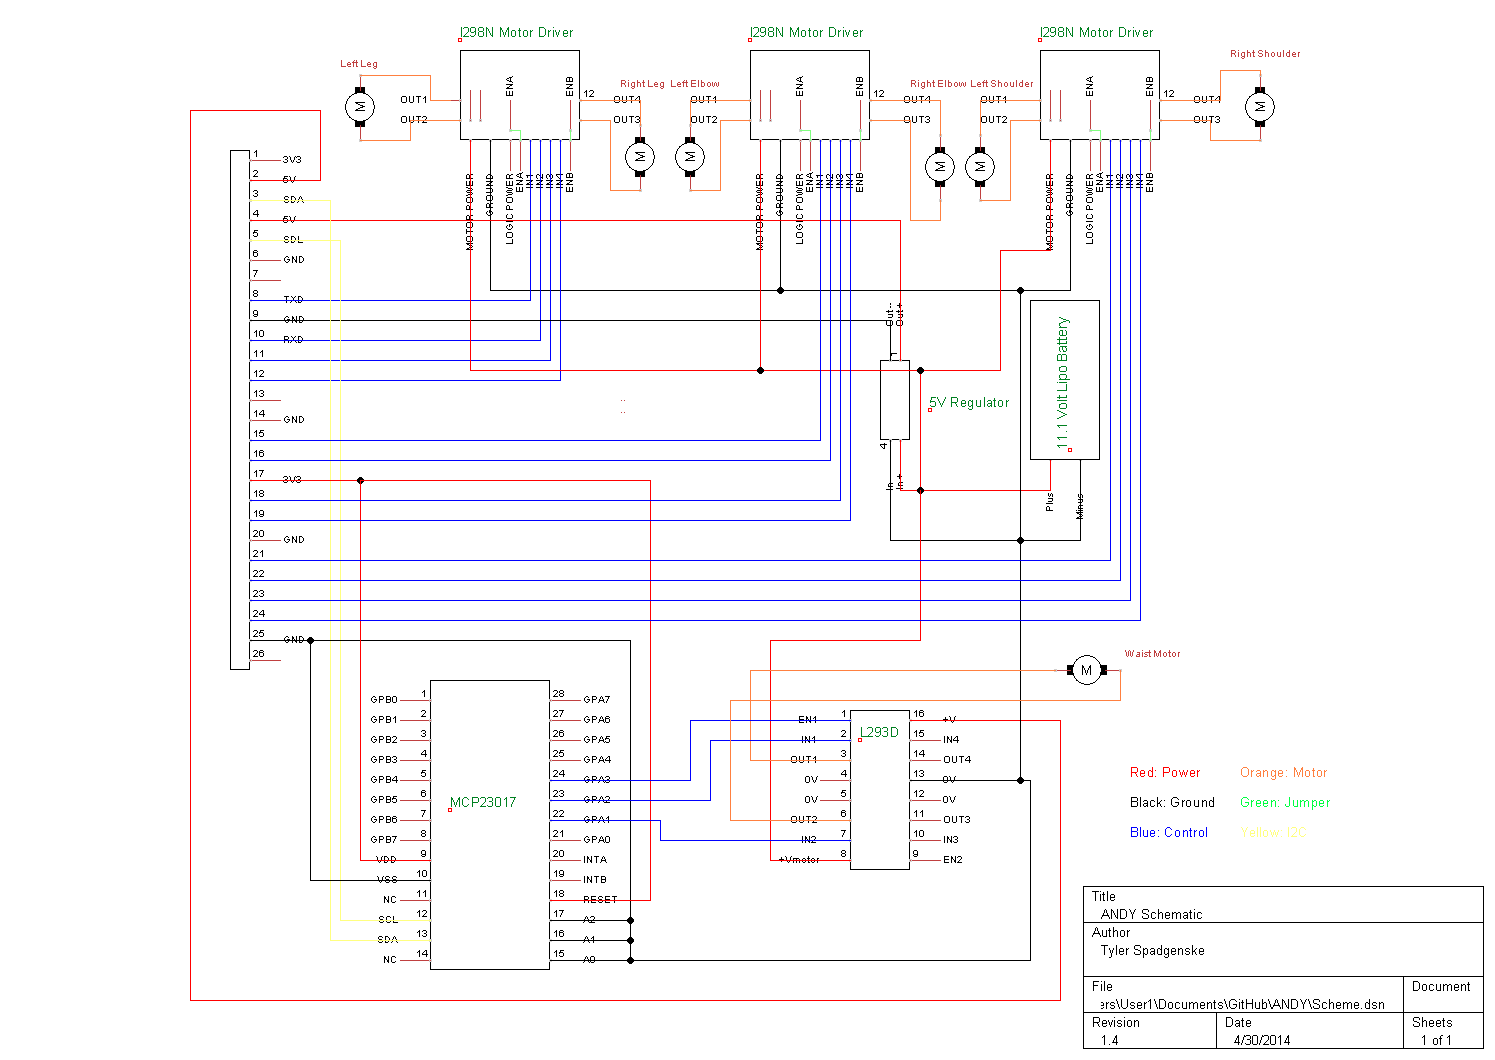 l298N Motor Driver
l298N Motor Driver
l298N Motor Driver
Left Leg
Right Leg Left Elbow
Right Elbow Left Shoulder
Right Shoulder
M
OUT1
OUT2
ENA
ENB
12
OUT4
OUT3
M
M
OUT1
OUT2
ENA
ENB
12
OUT4
OUT3
M
M
OUT1
OUT2
ENA
ENB
12
OUT4
OUT3
M
MOTOR POWER
GROUND
LOGIC POWER
ENA
IN1
IN2
IN3
IN4
ENB
MOTOR POWER
GROUND
LOGIC POWER
ENA
IN1
IN2
IN3
IN4
ENB
MOTOR POWER
GROUND
LOGIC POWER
ENA
IN1
IN2
IN3
IN4
ENB
1 3V3
2 5V
3 SDA
4 5V
5 SDL
6 GND
7
8 TXD
9 GND
10 RXD
11
12
13
14 GND
15
16
17 3V3
18
19
20 GND
21
22
23
24
25 GND
26
Out-
Out+
1
5V Regulator
4
In-
In+
11.1 Volt Lipo Battery
Plus
Minus
Waist Motor
M
MCP23017
GPB0 1
GPB1 2
GPB2 3
GPB3 4
GPB4 5
GPB5 6
GPB6 7
GPB7 8
VDD 9
VSS 10
NC 11
SCL 12
SDA 13
NC 14
28 GPA7
27 GPA6
26 GPA5
25 GPA4
24 GPA3
23 GPA2
22 GPA1
21 GPA0
20 INTA
19 INTB
18 RESET
17 A2
16 A1
15 A0
L293D
EN1 1
IN1 2
OUT1 3
0V 4
0V 5
OUT2 6
IN2 7
+Vmotor 8
16 +V
15 IN4
14 OUT4
13 0V
12 0V
11 OUT3
10 IN3
9 EN2
Red: Power
Orange: Motor
Black: Ground
Green: Jumper
Blue: Control
Yellow: I2C
Title
ANDY Schematic
Author
Tyler Spadgenske
File
ers\User1\Documents\GitHub\ANDY\Scheme.dsn
Document
Revision
1.4
Date
4/30/2014
Sheets
1 of 1